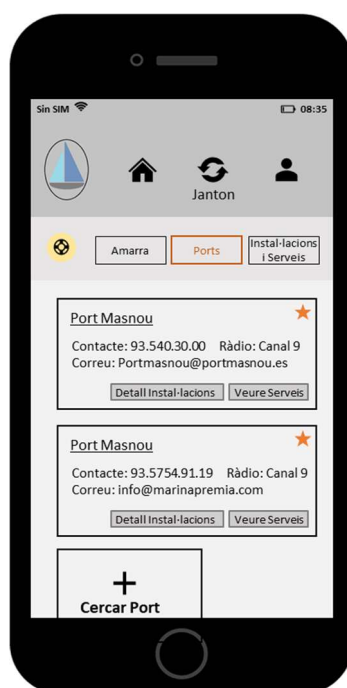 Sin SIM 08:35
Janton
Amarra Ports Instal·lacions
i Serveis
Port Masnou
Contacte: 93.540.30.00 Ràdio: Canal 9
Correu: Portmasnou@portmasnou.es
Detall Instal·lacions Veure Serveis
Port Masnou
Contacte: 93.5754.91.19 Ràdio: Canal 9
Correu: info@marinapremia.com
Detall Instal·lacions Veure Serveis
Cercar Port